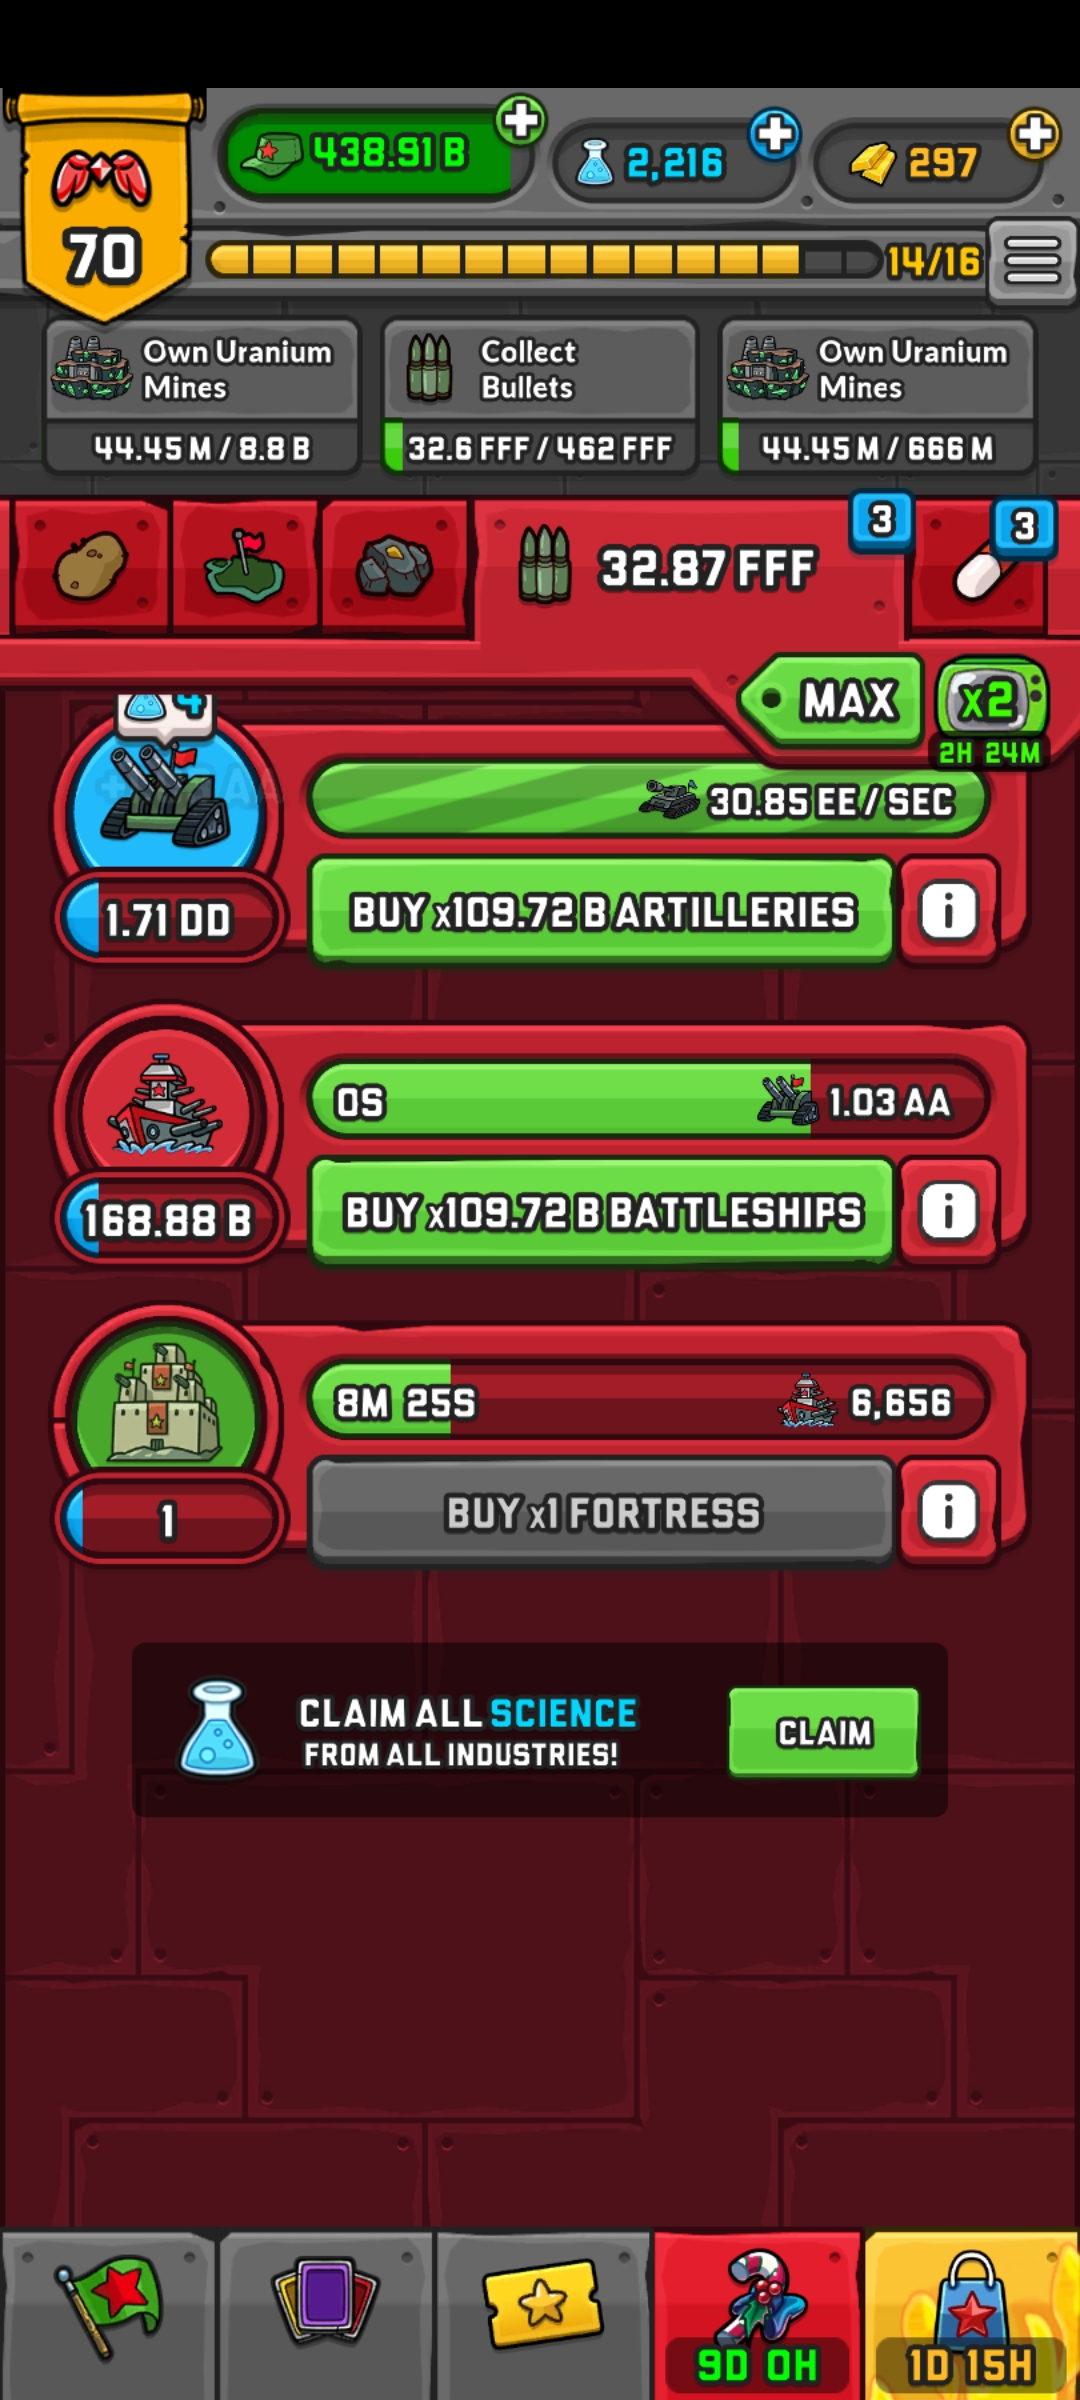 438.91 B
2,216
297
70
14/16
Own Uranium
Mines
44.45 M / 8.8 B
Collect
Bullets
32.6 FFF / 462 FFF
Own Uranium
Mines
44.45 M / 666 M
32.87 FFF
3
3
MAX
x2
2H 24M
4
30.85 EE / SEC
1.71 DD
BUY x109.72 B ARTILLERIES
i
0S
1.03 AA
168.88 B
BUY x109.72 B BATTLESHIPS
i
8M 25S
6,656
1
BUY x1 FORTRESS
i
CLAIM ALL SCIENCE
FROM ALL INDUSTRIES!
CLAIM
9D 0H
1D 15H